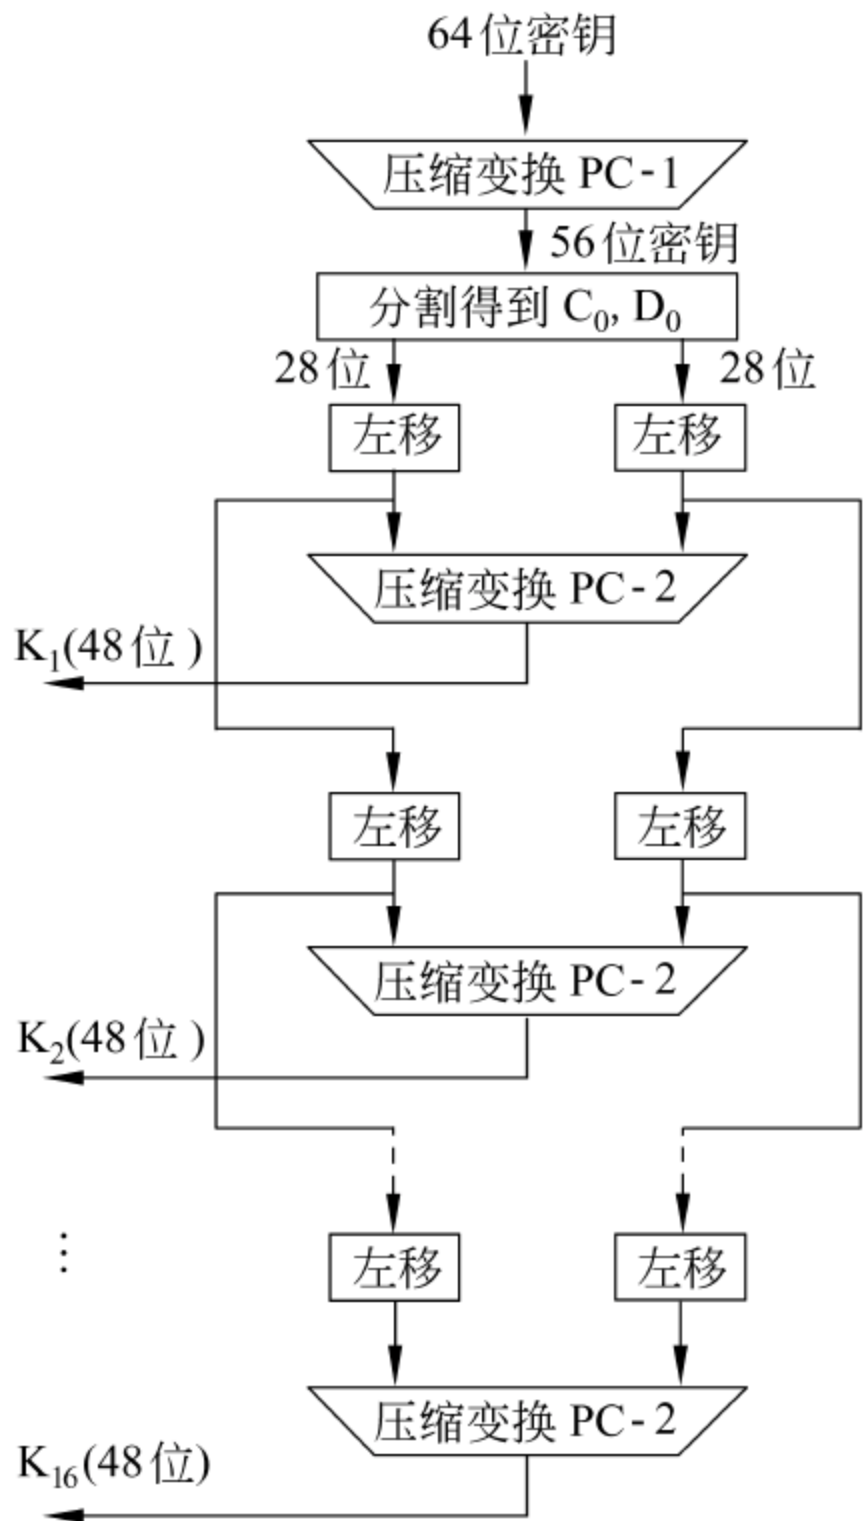 64位密钥
压缩变换 PC-1
56位密钥
分割得到 C₀, D₀
28位 28位
左移 左移
压缩变换 PC-2
K₁(48位)
左移 左移
压缩变换 PC-2
K₂(48位)
⋮
左移 左移
压缩变换 PC-2
K₁₆(48位)